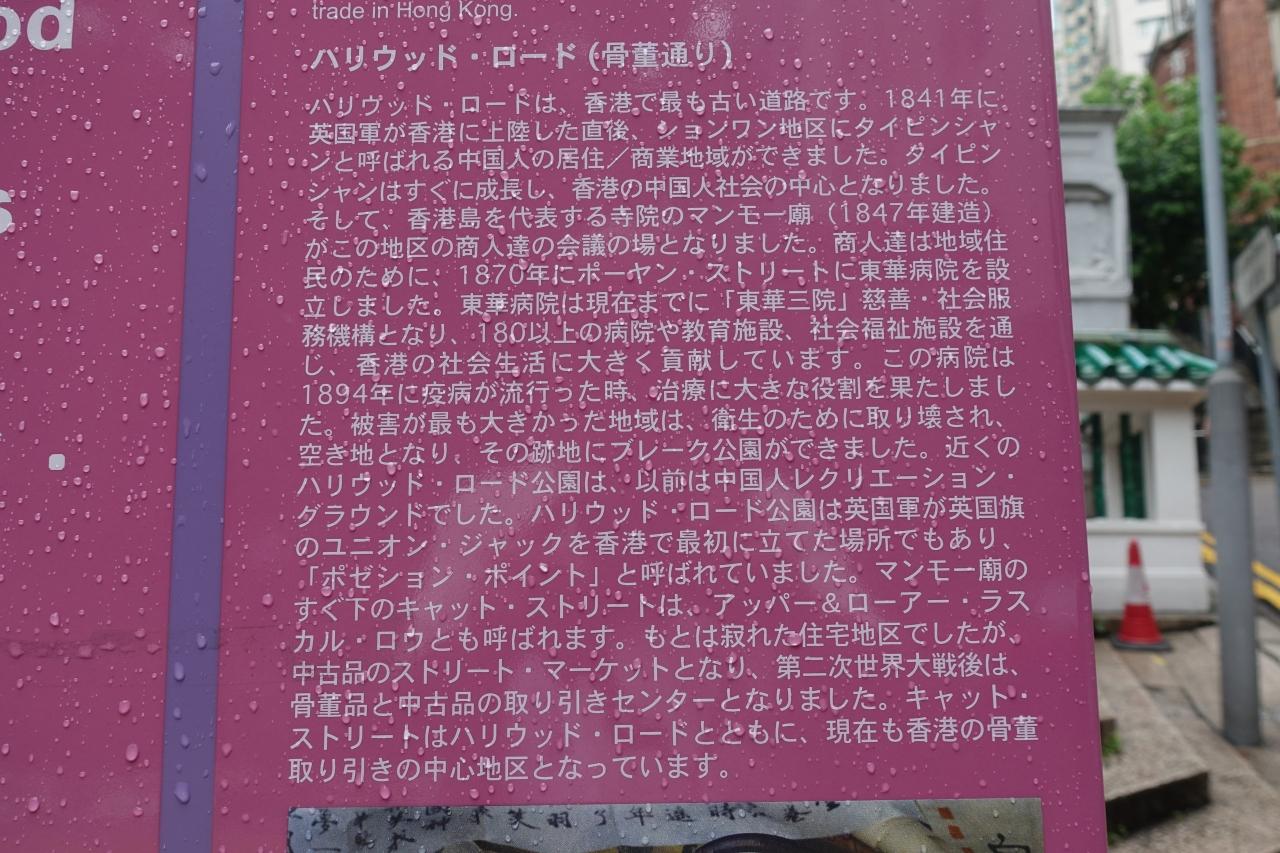 od
s
trade in Hong Kong.
ハリウッド・ロード（骨董通り）
ハリウッド・ロードは、香港で最も古い道路です。1841年に
英国軍が香港に上陸した直後、ションワン地区にタイピンシャ
ンと呼ばれる中国人の居住／商業地域ができました。タイピン
シャンはすぐに成長し、香港の中国人社会の中心となりました。
そして、香港島を代表する寺院のマンモー廟（1847年建造）
がこの地区の商人達の会議の場となりました。商人達は地域住
民のために、1870年にポーヤン・ストリートに東華病院を設
立しました。東華病院は現在までに「東華三院」慈善・社会服
務機構となり、180以上の病院や教育施設、社会福祉施設を通
じ、香港の社会生活に大きく貢献しています。この病院は
1894年に疫病が流行った時、治療に大きな役割を果たしまし
た。被害が最も大きかった地域は、衛生のために取り壊され、
空き地となり、その跡地にブレーク公園ができました。近くの
ハリウッド・ロード公園は、以前は中国人レクリエーション・
グラウンドでした。ハリウッド・ロード公園は英国軍が英国旗
のユニオン・ジャックを香港で最初に立てた場所でもあり、
「ポゼション・ポイント」と呼ばれていました。マンモー廟の
すぐ下のキャット・ストリートは、アッパー＆ローアー・ラス
カル・ロウとも呼ばれます。もとは寂れた住宅地区でしたが、
中古品のストリート・マーケットとなり、第二次世界大戦後は、
骨董品と中古品の取り引きセンターとなりました。キャット・
ストリートはハリウッド・ロードとともに、現在も香港の骨董
取り引きの中心地区となっています。